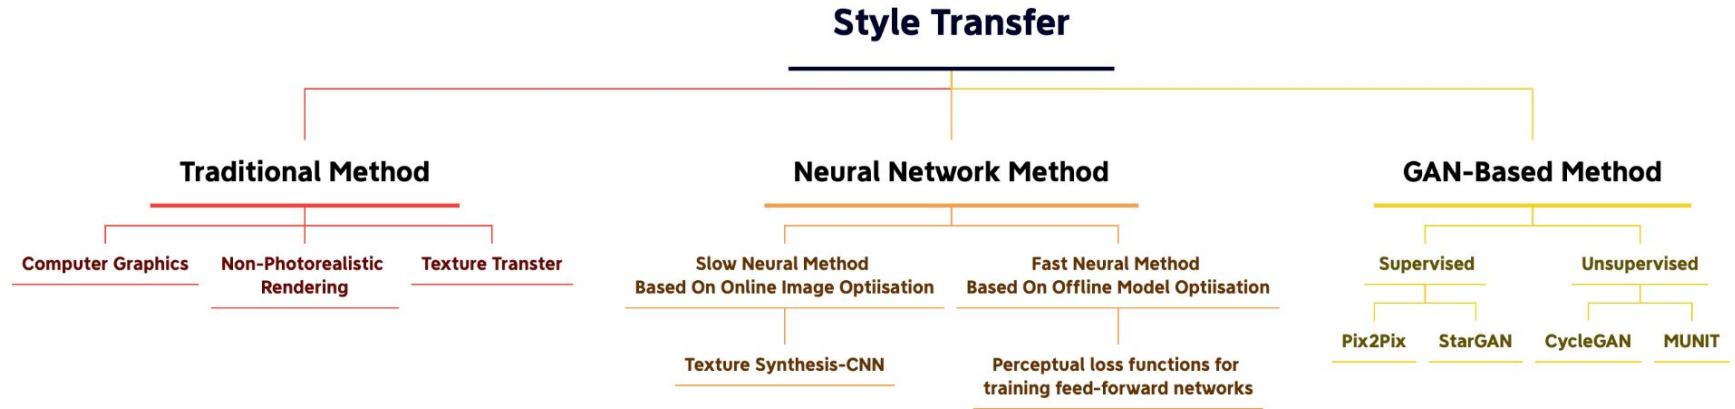 Style Transfer
Traditional Method
Neural Network Method
GAN-Based Method
Computer Graphics
Non-Photorealistic
Rendering
Texture Transter
Slow Neural Method
Based On Online Image Optiisation
Fast Neural Method
Based On Offline Model Optiisation
Supervised
Unsupervised
Texture Synthesis-CNN
Perceptual loss functions for
training feed-forward networks
Pix2Pix
StarGAN
CycleGAN
MUNIT